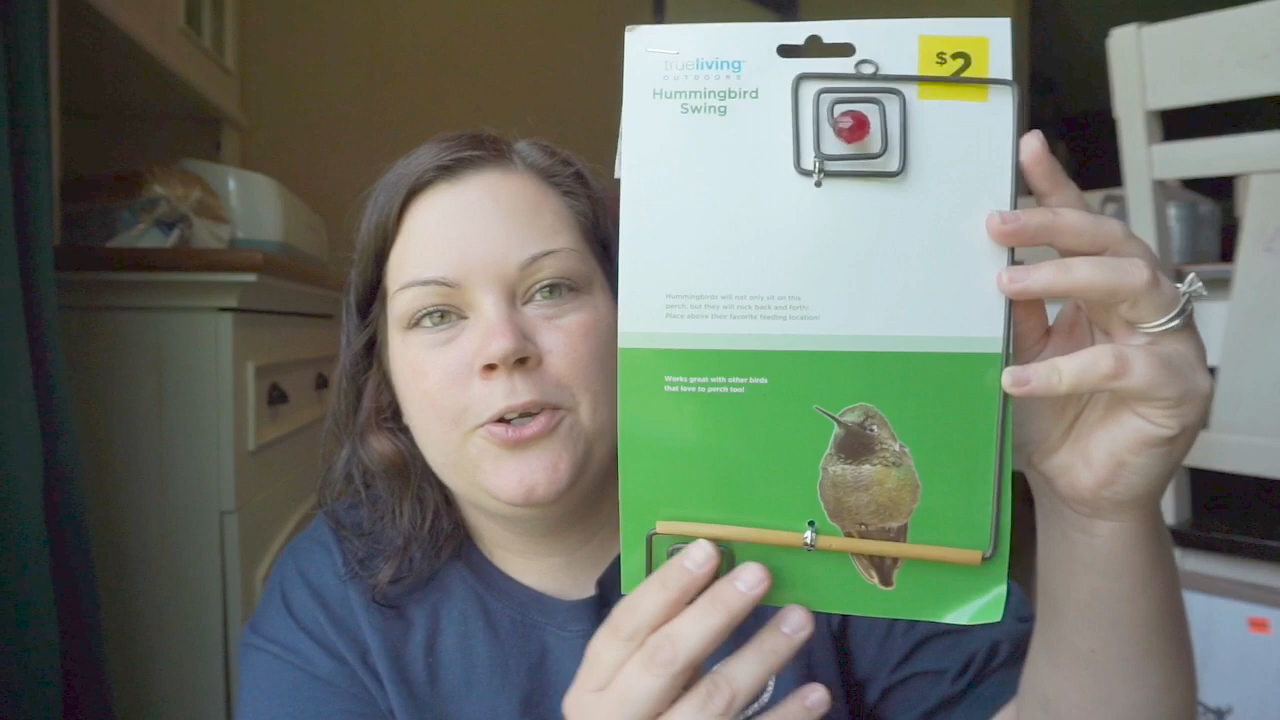 trueliving
OUTDOORS
Hummingbird
Swing
$2
Hummingbirds will not only sit on this
perch, but they will rock back and forth!
Place above their favorite feeding location!
Works great with other birds
that love to perch too!